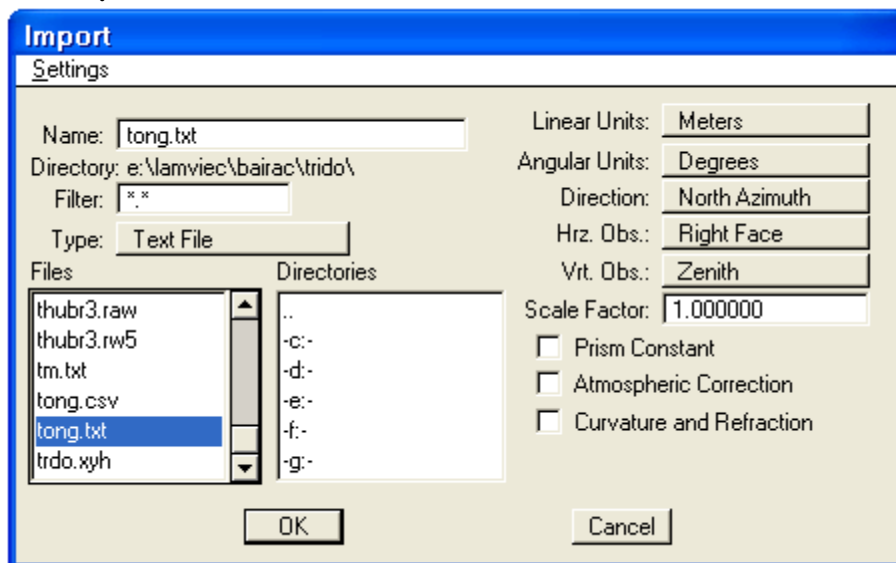 Import
Settings
Name: tong.txt
Directory: e:\lamviec\bairac\trido\
Filter: *.*
Type: Text File
Files
thubr3.raw
thubr3.rw5
tm.txt
tong.csv
tong.txt
trdo.xyh
Directories
..
-c:-
-d:-
-e:-
-f:-
-g:-
Linear Units: Meters
Angular Units: Degrees
Direction: North Azimuth
Hrz. Obs.: Right Face
Vrt. Obs.: Zenith
Scale Factor: 1.000000
Prism Constant
Atmospheric Correction
Curvature and Refraction
OK
Cancel